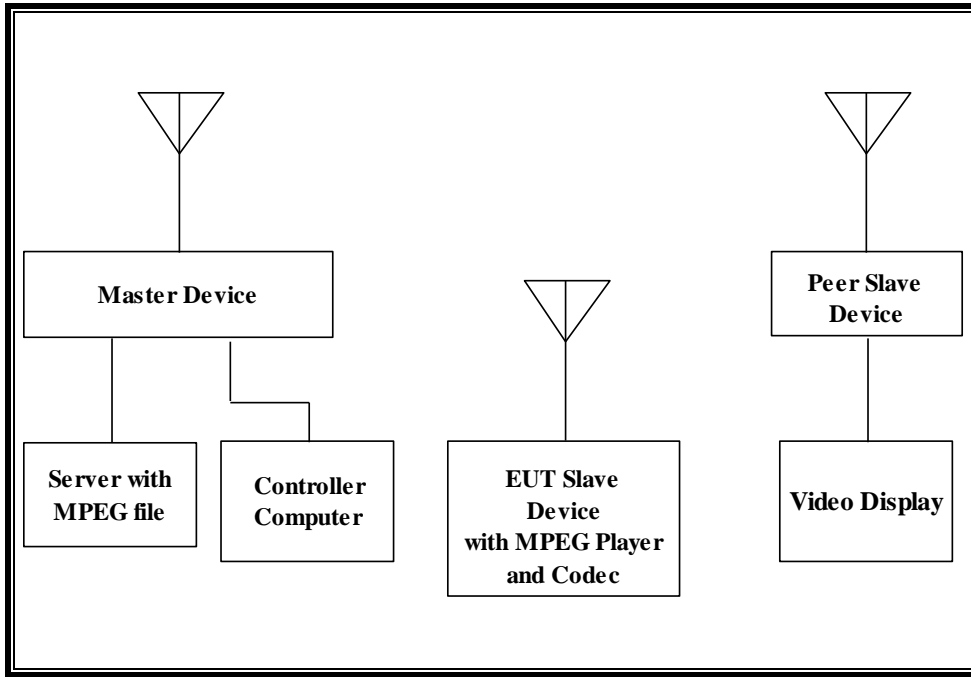 Master Device
Peer Slave
Device
Server with
MPEG file
Controller
Computer
EUT Slave
Device
with MPEG Player
and Codec
Video Display